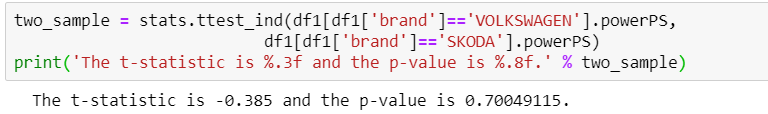 two_sample = stats.ttest_ind(df1[df1['brand']=='VOLKSWAGEN'].powerPS,
df1[df1['brand']=='SKODA'].powerPS)
print('The t-statistic is %.3f and the p-value is %.8f.' % two_sample)
The t-statistic is -0.385 and the p-value is 0.70049115.